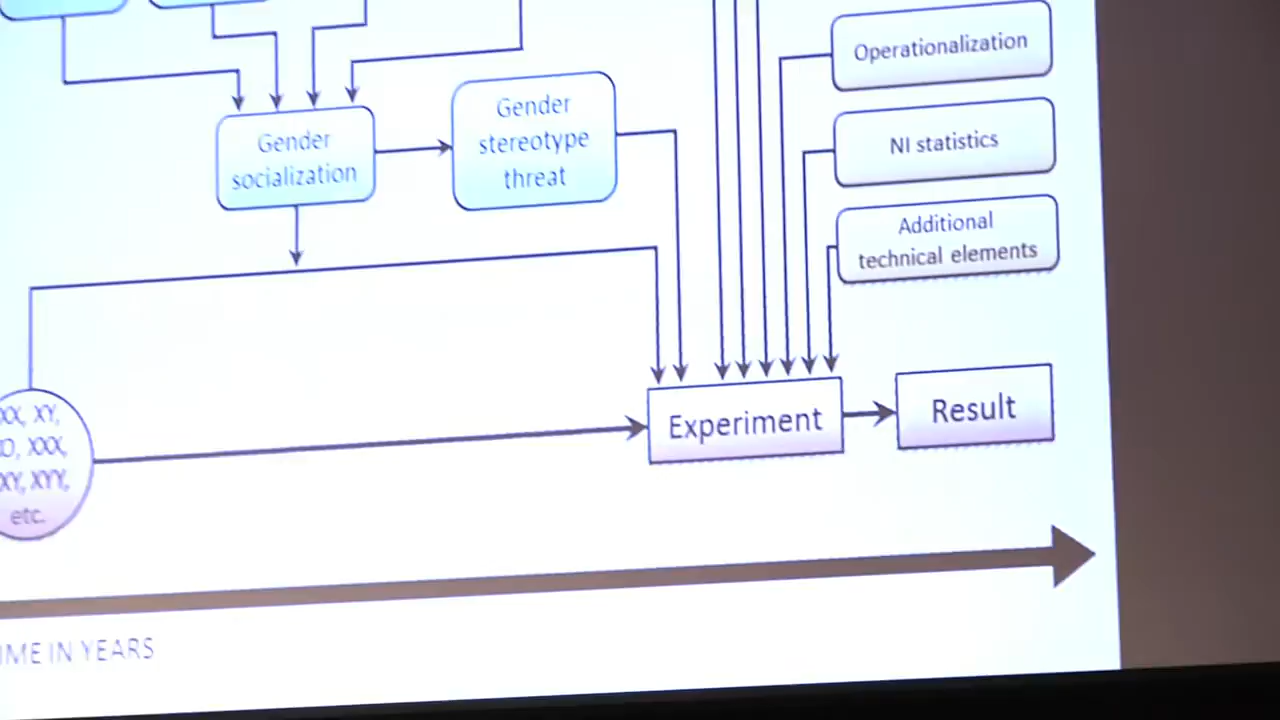 Operationalization
Gender
socialization
Gender
stereotype
threat
NI statistics
Additional
technical elements
XX, XY,
XXX,
XYY,
etc.
Experiment
Result
IN YEARS